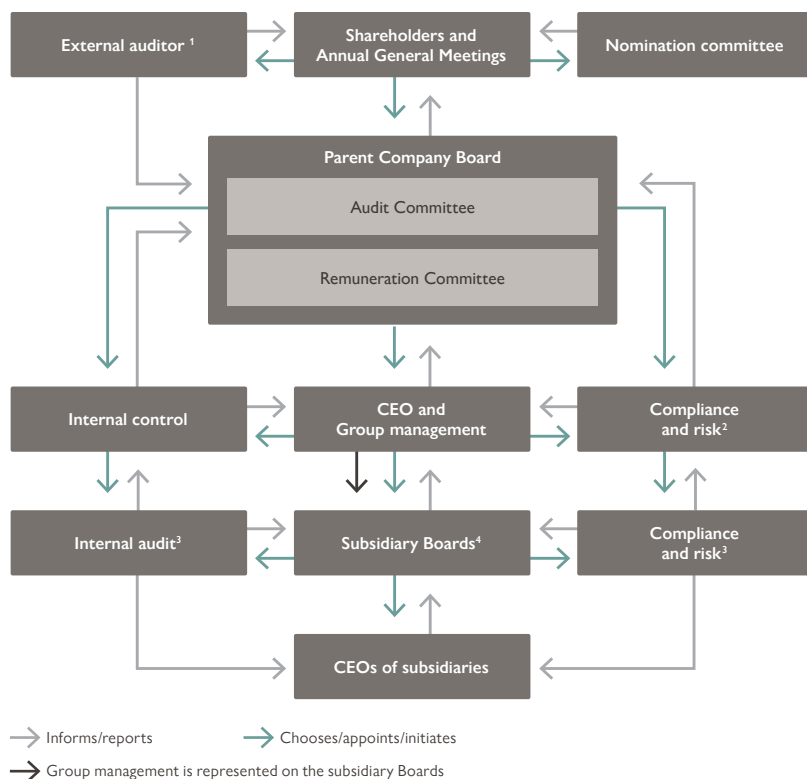 External auditor ¹
Shareholders and
Annual General Meetings
Nomination committee
Parent Company Board
Audit Committee
Remuneration Committee
Internal control
CEO and
Group management
Compliance
and risk²
Internal audit³
Subsidiary Boards⁴
Compliance
and risk³
CEOs of subsidiaries
Informs/reports
Chooses/appoints/initiates
Group management is represented on the subsidiary Boards